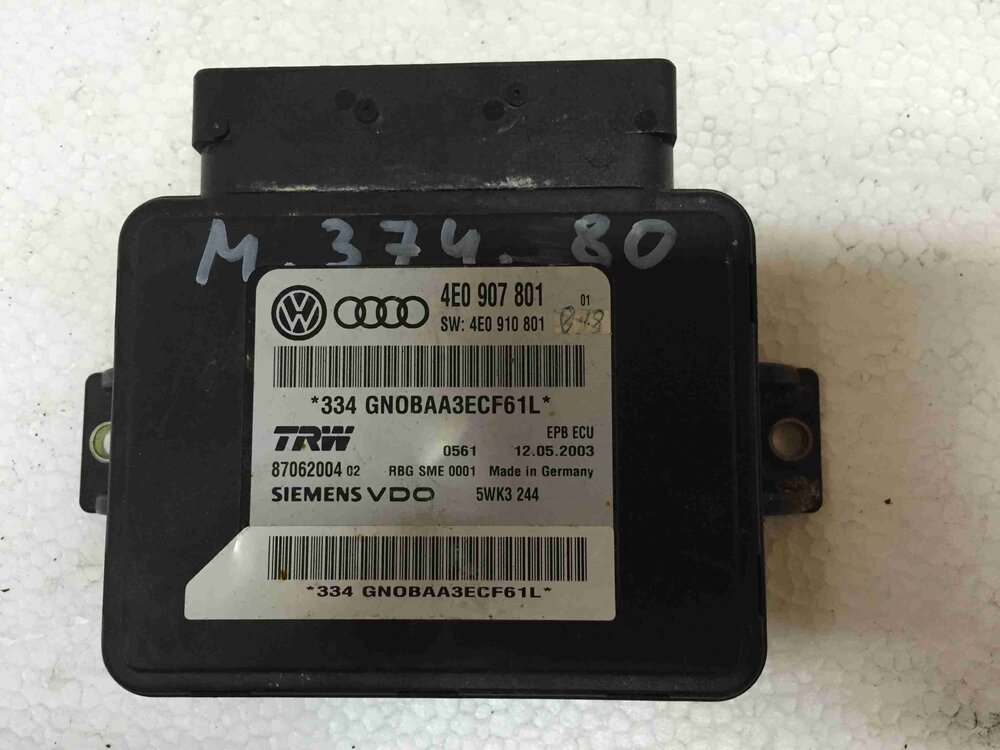 M. 374. 80
4E0 907 801 01
SW: 4E0 910 801
*334 GNOBAA3ECF61L*
TRW EPB ECU
0561 12.05.2003
87062004 02 RBG SME 0001 Made in Germany
SIEMENS VDO 5WK3 244
*334 GNOBAA3ECF61L*